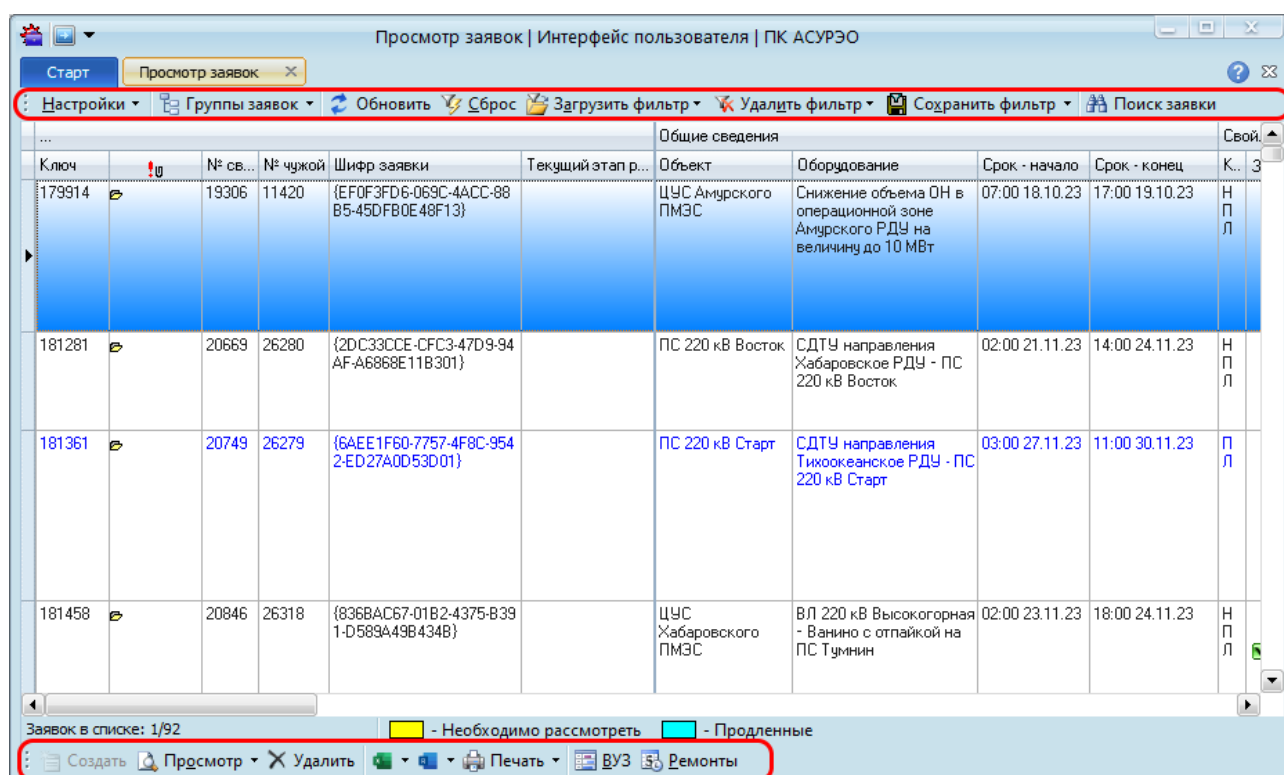 Просмотр заявок | Интерфейс пользователя | ПК АСУРЭО
Старт Просмотр заявок
Настройки Группы заявок Обновить Сброс Загрузить фильтр Удалить фильтр Сохранить фильтр Поиск заявки
... Общие сведения Свой.
Ключ № св... № чужой Шифр заявки Текущий этап р... Объект Оборудование Срок - начало Срок - конец К.. З
179914 19306 11420 {EF0F3FD6-069C-4ACC-88 ЦУС Амурского Снижение объема ОН в 07:00 18.10.23 17:00 19.10.23 Н
B5-45DFB0E48F13} ПМЭС операционной зоне П
Амурского РДУ на Л
величину до 10 МВт
181281 20669 26280 {2DC33CCE-CFC3-47D9-94 ПС 220 кВ Восток СДТУ направления 02:00 21.11.23 14:00 24.11.23 Н
AF-A6868E11B301} Хабаровское РДУ - ПС П
220 кВ Восток Л
181361 20749 26279 {6AEE1F60-7757-4F8C-954 ПС 220 кВ Старт СДТУ направления 03:00 27.11.23 11:00 30.11.23 П
2-ED27A0D53D01} Тихоокеанское РДУ - ПС Л
220 кВ Старт
181458 20846 26318 {836BAC67-01B2-4375-B39 ЦУС ВЛ 220 кВ Высокогорная 02:00 23.11.23 18:00 24.11.23 Н
1-D589A49B434B} Хабаровского - Ванино с отпайкой на П
ПМЭС ПС Тумнин Л
Заявок в списке: 1/92 - Необходимо рассмотреть - Продленные
Создать Просмотр Удалить Печать ВУЗ Ремонты